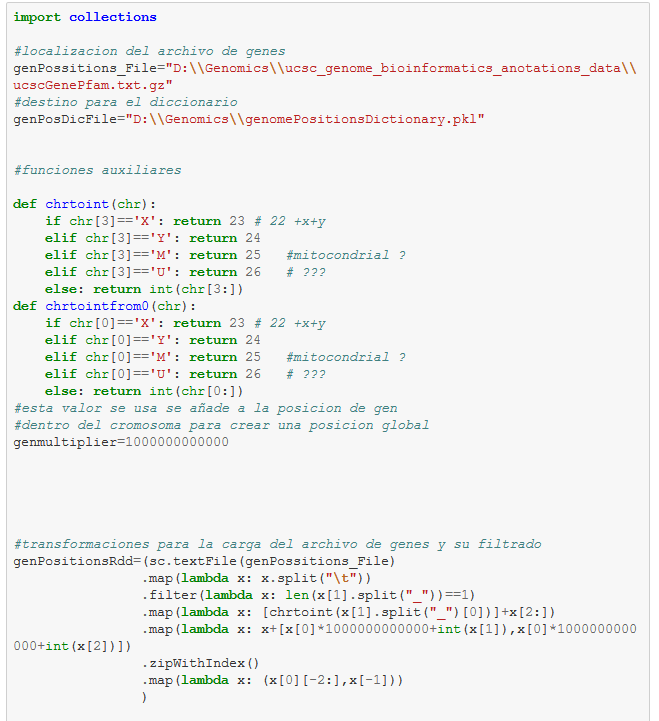 import collections
#localizacion del archivo de genes
genPossitions_File="D:\\Genomics\\ucsc_genome_bioinformatics_anotations_data\\
ucscGenePfam.txt.gz"
#destino para el diccionario
genPosDicFile="D:\\Genomics\\genomePositionsDictionary.pkl"
#funciones auxiliares
def chrtoint(chr):
    if chr[3]=='X': return 23 # 22 +x+y
    elif chr[3]=='Y': return 24
    elif chr[3]=='M': return 25   #mitocondrial ?
    elif chr[3]=='U': return 26   # ???
    else: return int(chr[3:])
def chrtointfrom0(chr):
    if chr[0]=='X': return 23 # 22 +x+y
    elif chr[0]=='Y': return 24
    elif chr[0]=='M': return 25   #mitocondrial ?
    elif chr[0]=='U': return 26   # ???
    else: return int(chr[0:])
#esta valor se usa se añade a la posicion de gen
#dentro del cromosoma para crear una posicion global
genmultiplier=1000000000000
#transformaciones para la carga del archivo de genes y su filtrado
genPositionsRdd=(sc.textFile(genPossitions_File)
                .map(lambda x: x.split("\t"))
                .filter(lambda x: len(x[1].split("_"))==1)
                .map(lambda x: [chrtoint(x[1].split("_")[0])]+x[2:])
                .map(lambda x: x+[x[0]*1000000000000+int(x[1]),x[0]*1000000000
000+int(x[2])])
                .zipWithIndex()
                .map(lambda x: (x[0][-2:],x[-1]))
                )